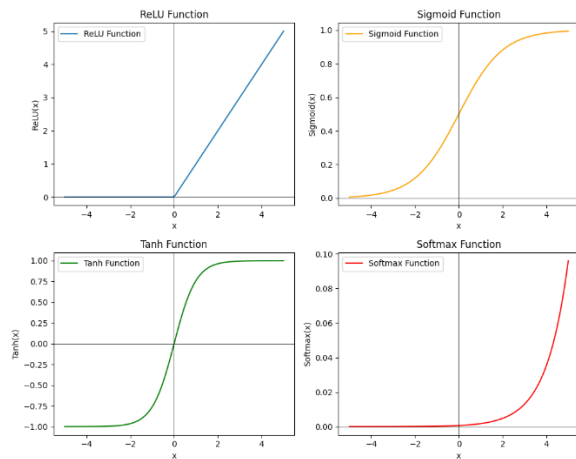 ReLU Function
ReLU Function
ReLU(x)
5
4
3
2
1
0
−4 −2 0 2 4
x
Sigmoid Function
Sigmoid Function
Sigmoid(x)
1.0
0.8
0.6
0.4
0.2
0.0
−4 −2 0 2 4
x
Tanh Function
Tanh Function
Tanh(x)
1.00
0.75
0.50
0.25
0.00
−0.25
−0.50
−0.75
−1.00
−4 −2 0 2 4
x
Softmax Function
Softmax Function
Softmax(x)
0.10
0.08
0.06
0.04
0.02
0.00
−4 −2 0 2 4
x